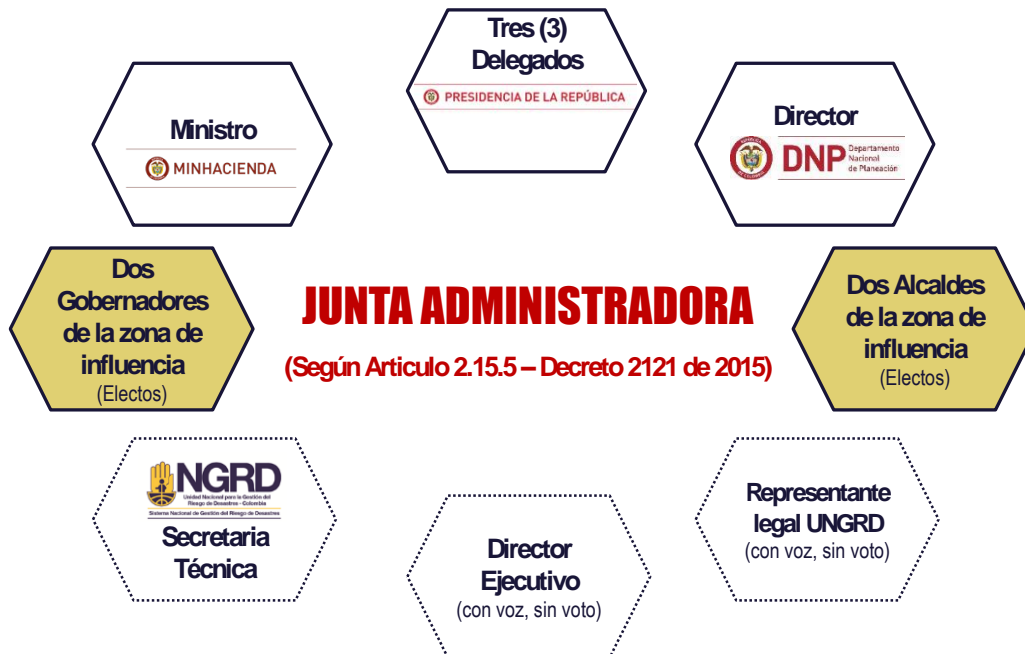 Tres (3)
Delegados
PRESIDENCIA DE LA REPÚBLICA
Ministro
MINHACIENDA
Director
DNP
Departamento
Nacional
de Planeación
Dos
Gobernadores
de la zona de
influencia
(Electos)
JUNTA ADMINISTRADORA
(Según Articulo 2.15.5 – Decreto 2121 de 2015)
Dos Alcaldes
de la zona de
influencia
(Electos)
NGRD
Unidad Nacional para la Gestión del
Riesgo de Desastres - Colombia
Sistema Nacional de Gestión del Riesgo de Desastres
Secretaria
Técnica
Director
Ejecutivo
(con voz, sin voto)
Representante
legal UNGRD
(con voz, sin voto)